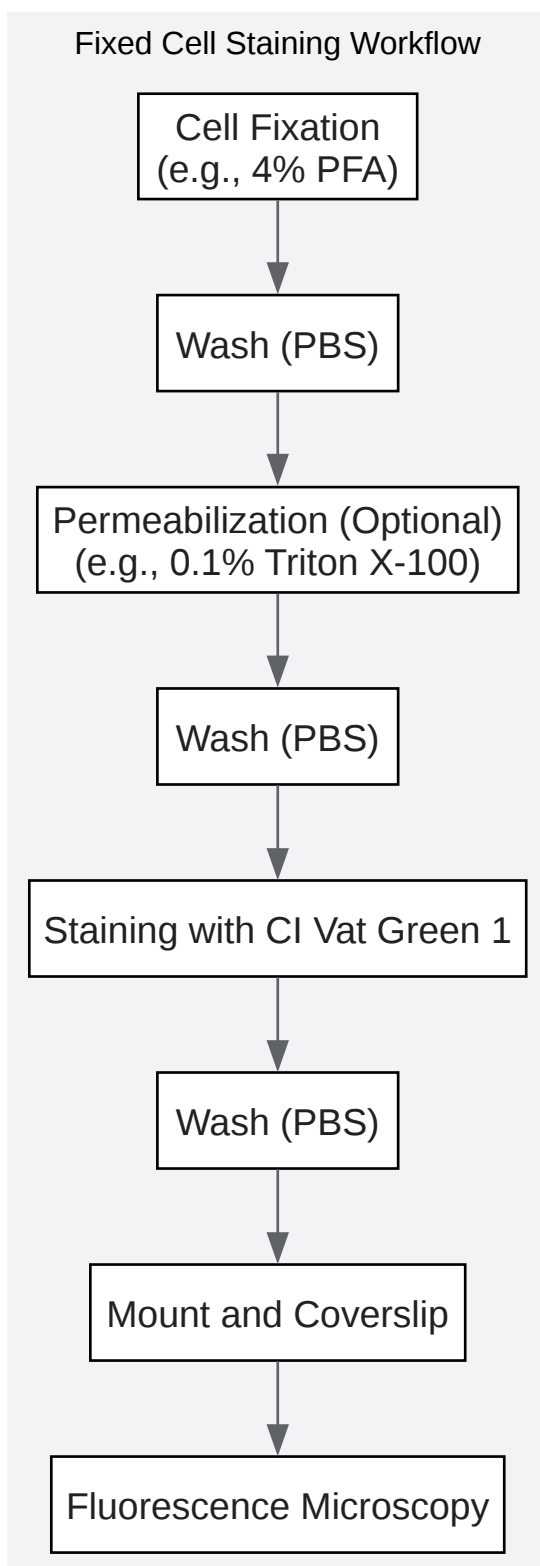 Fixed Cell Staining Workflow
Cell Fixation
(e.g., 4% PFA)
Wash (PBS)
Permeabilization (Optional)
(e.g., 0.1% Triton X-100)
Wash (PBS)
Staining with CI Vat Green 1
Wash (PBS)
Mount and Coverslip
Fluorescence Microscopy